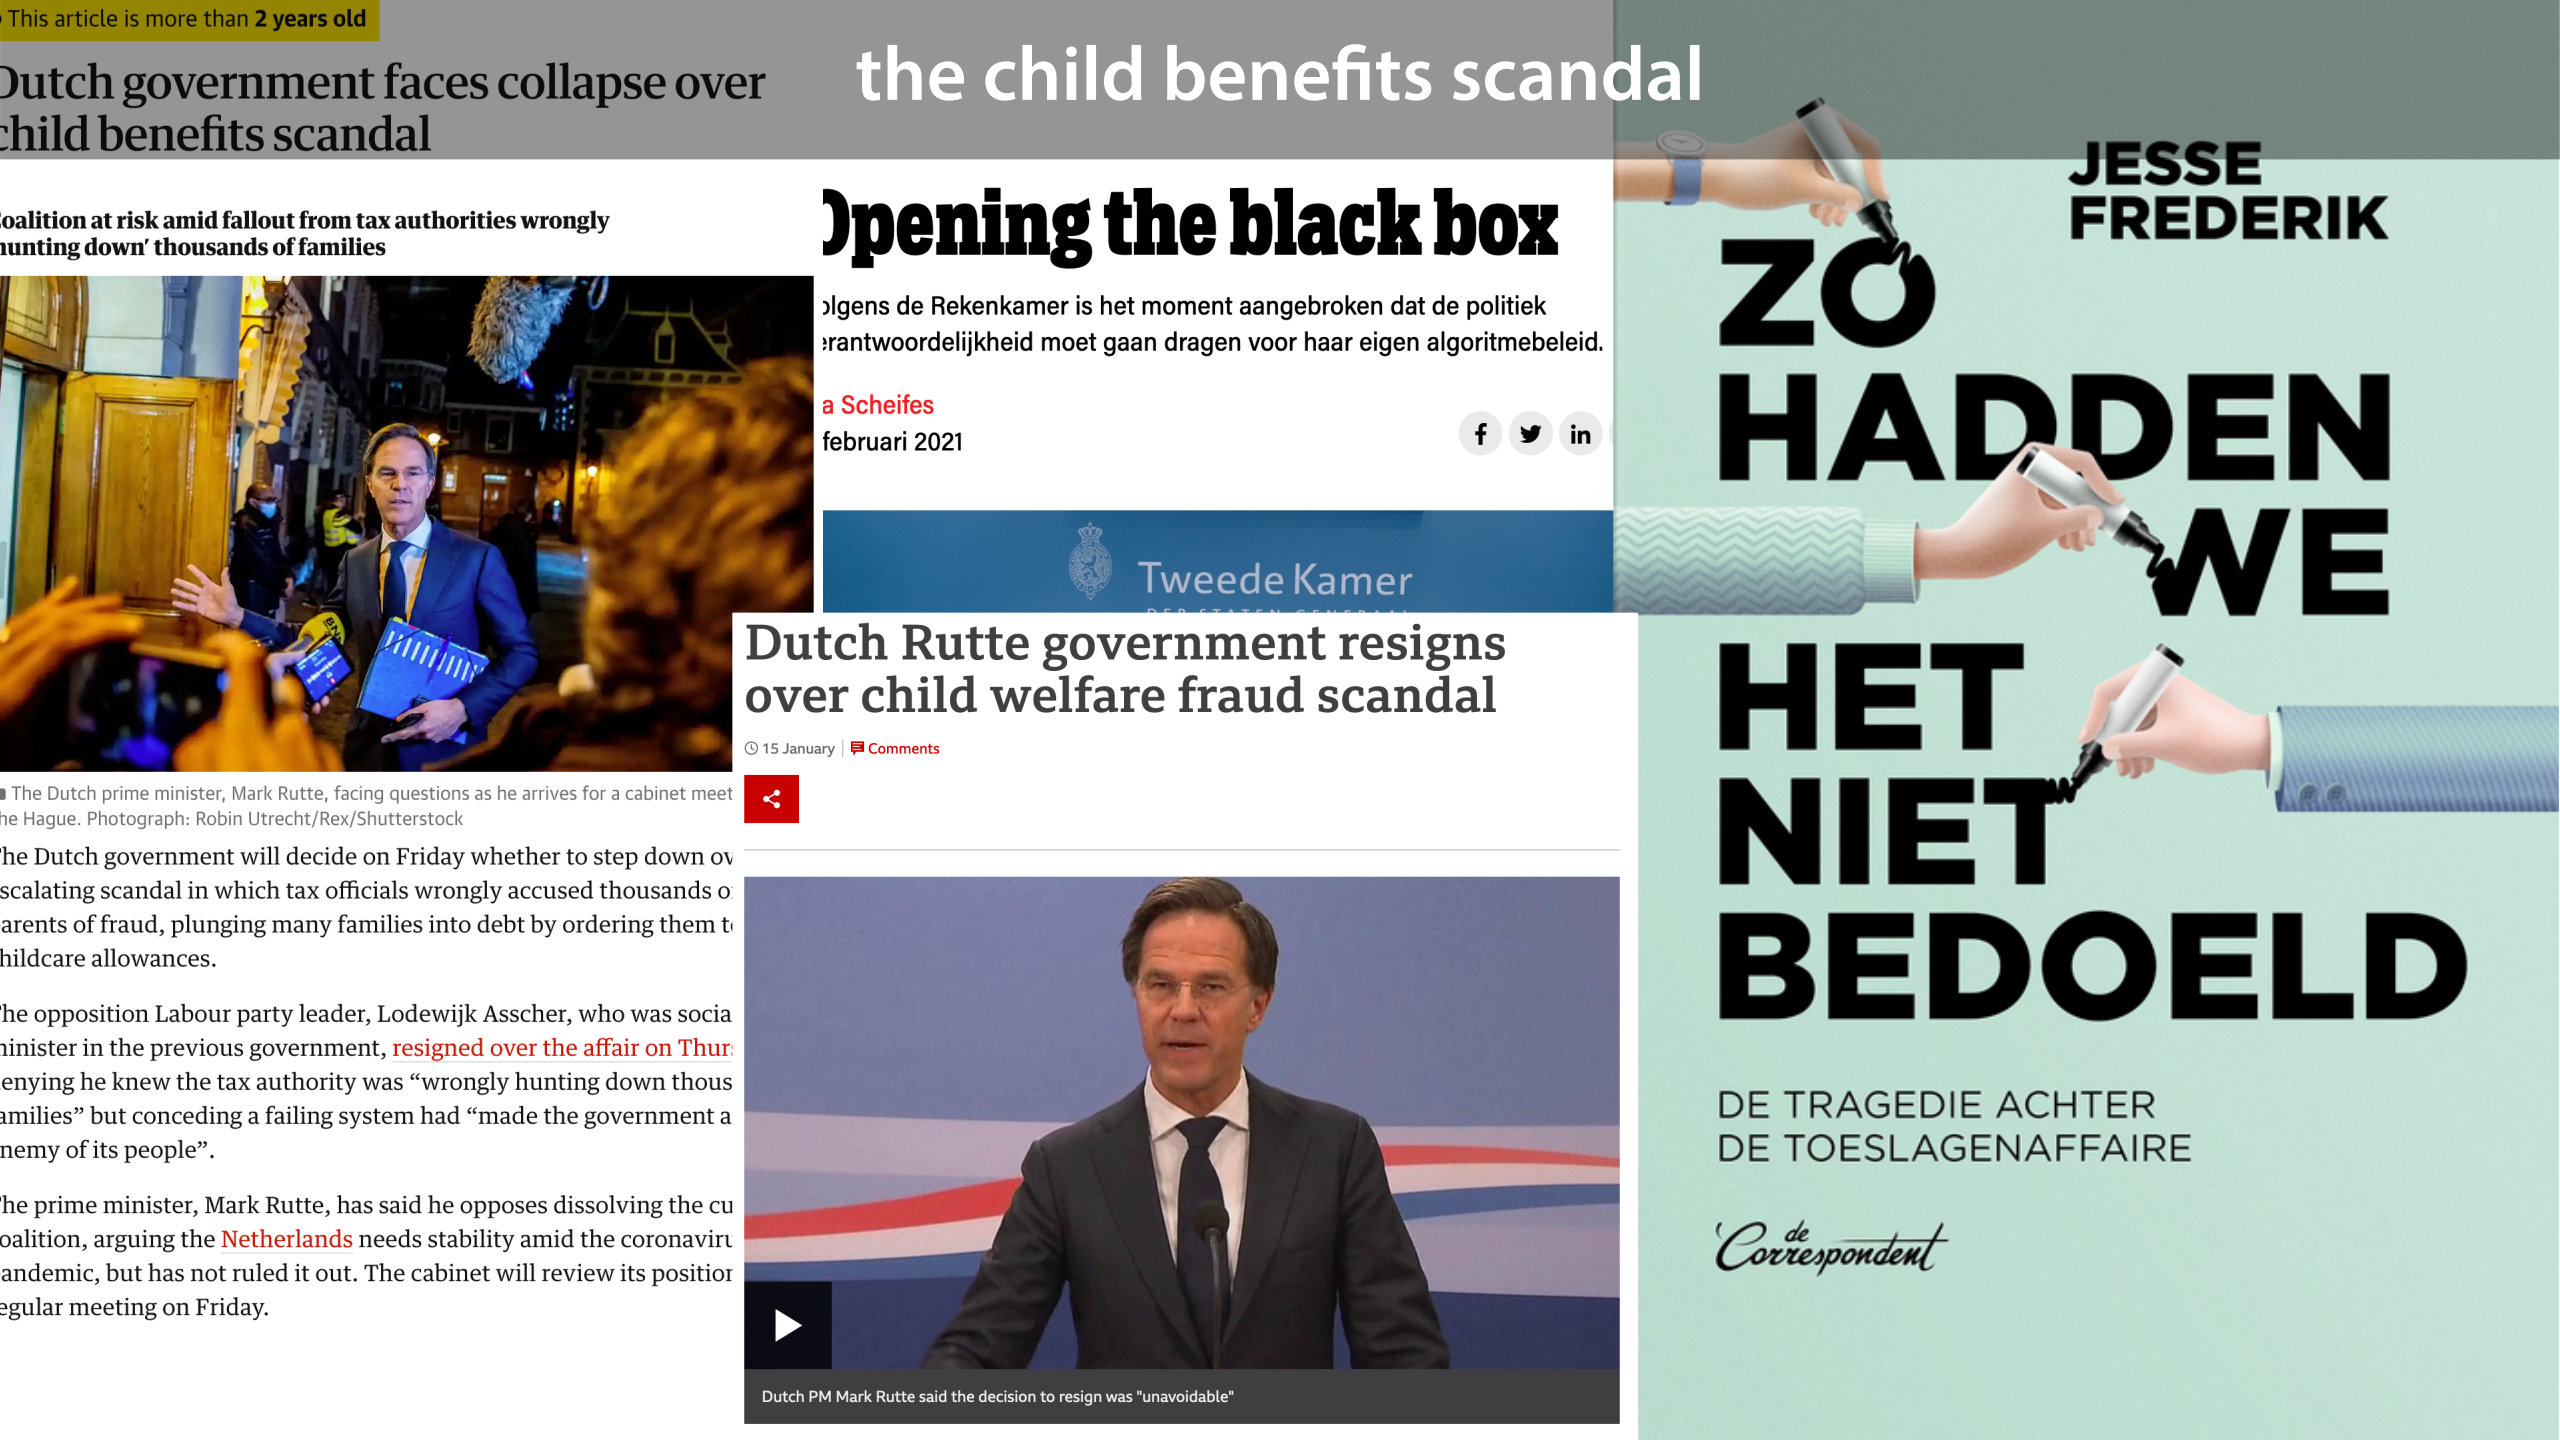 the child benefits scandal
This article is more than 2 years old
Dutch government faces collapse over
child benefits scandal
oalition at risk amid fallout from tax authorities wrongly
hunting down’ thousands of families
BN
The Dutch prime minister, Mark Rutte, facing questions as he arrives for a cabinet meet
he Hague. Photograph: Robin Utrecht/Rex/Shutterstock
The Dutch government will decide on Friday whether to step down ov
scalating scandal in which tax officials wrongly accused thousands o
arents of fraud, plunging many families into debt by ordering them to
hildcare allowances.
The opposition Labour party leader, Lodewijk Asscher, who was socia
minister in the previous government, resigned over the affair on Thurs
enying he knew the tax authority was “wrongly hunting down thous
amilies” but conceding a failing system had “made the government a
nemy of its people”.
The prime minister, Mark Rutte, has said he opposes dissolving the cu
oalition, arguing the Netherlands needs stability amid the coronaviru
andemic, but has not ruled it out. The cabinet will review its position
egular meeting on Friday.
Opening the black box
olgens de Rekenkamer is het moment aangebroken dat de politiek
erantwoordelijkheid moet gaan dragen voor haar eigen algoritmebeleid.
a Scheifes
februari 2021
Tweede Kamer
DER STATEN-GENERAAL
Dutch Rutte government resigns
over child welfare fraud scandal
15 January
Comments
Dutch PM Mark Rutte said the decision to resign was "unavoidable"
JESSE
FREDERIK
ZO
HADDEN
WE
HET
NIET
BEDOELD
DE TRAGEDIE ACHTER
DE TOESLAGENAFFAIRE
de
Correspondent